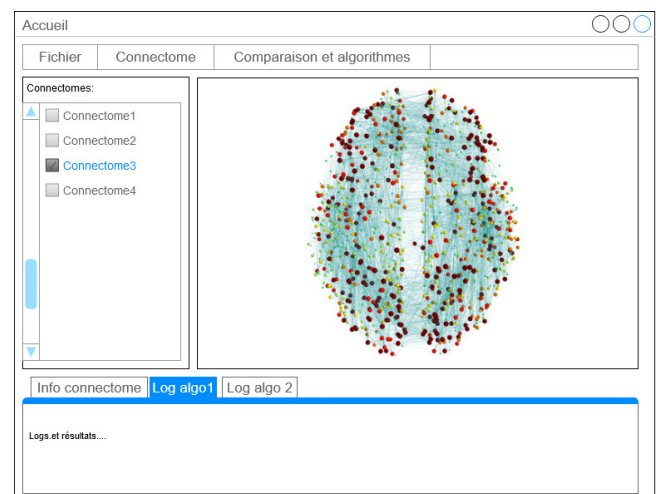 Accueil
Fichier Connectome Comparaison et algorithmes
Connectomes:
Connectome1
Connectome2
Connectome3
Connectome4
Info connectome Log algo1 Log algo 2
Logs.et résultats....